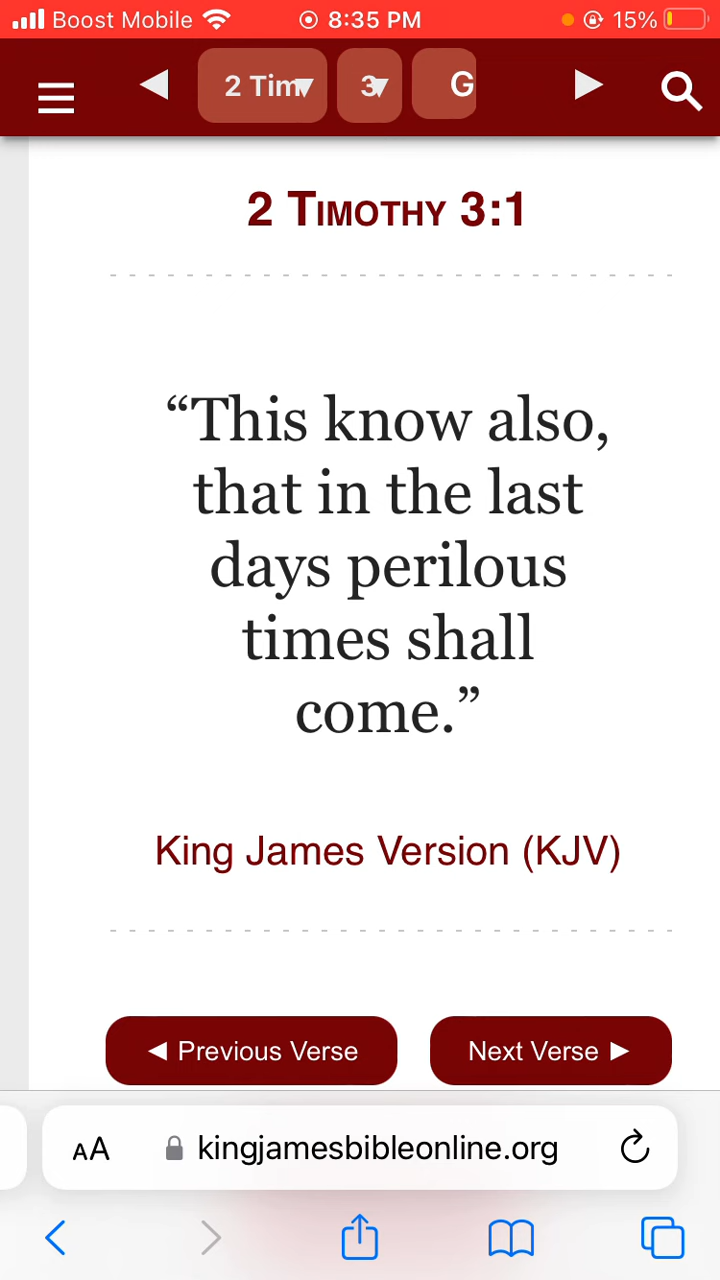 Boost Mobile 8:35 PM 15%
2 Tim 3 G
2 TIMOTHY 3:1
“This know also,
that in the last
days perilous
times shall
come.”
King James Version (KJV)
◄ Previous Verse Next Verse ►
AA kingjamesbibleonline.org